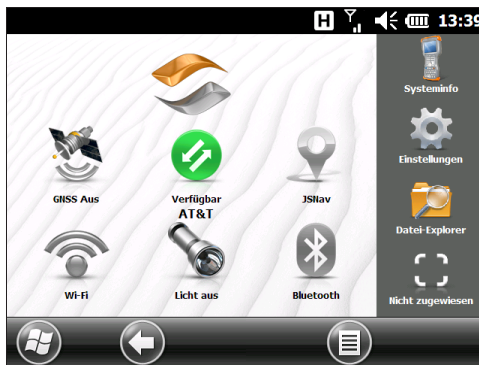 H 13:39
Systeminfo
Einstellungen
Datei-Explorer
Nicht zugewiesen
GNSS Aus
Verfügbar
AT&T
JSNav
Wi-Fi
Licht aus
Bluetooth